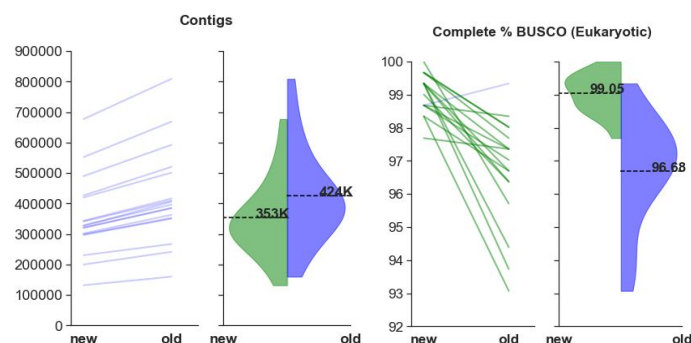 Contigs
900000
800000
700000
600000
500000
400000
300000
200000
100000
0
new old
353K
424K
new old
Complete % BUSCO (Eukaryotic)
100
99
98
97
96
95
94
93
92
new old
99.05
96.68
new old